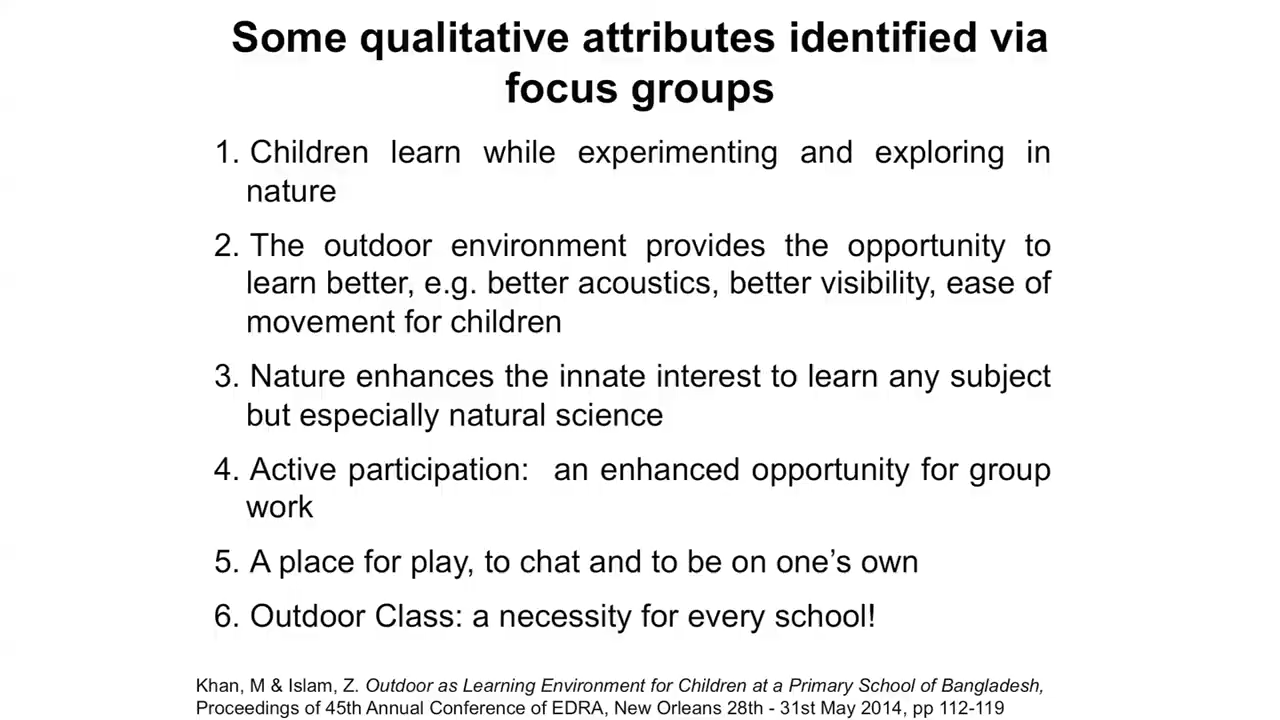 Some qualitative attributes identified via
focus groups
1. Children learn while experimenting and exploring in
nature
2. The outdoor environment provides the opportunity to
learn better, e.g. better acoustics, better visibility, ease of
movement for children
3. Nature enhances the innate interest to learn any subject
but especially natural science
4. Active participation:  an enhanced opportunity for group
work
5. A place for play, to chat and to be on one’s own
6. Outdoor Class: a necessity for every school!
Khan, M & Islam, Z. Outdoor as Learning Environment for Children at a Primary School of Bangladesh,
Proceedings of 45th Annual Conference of EDRA, New Orleans 28th - 31st May 2014, pp 112-119